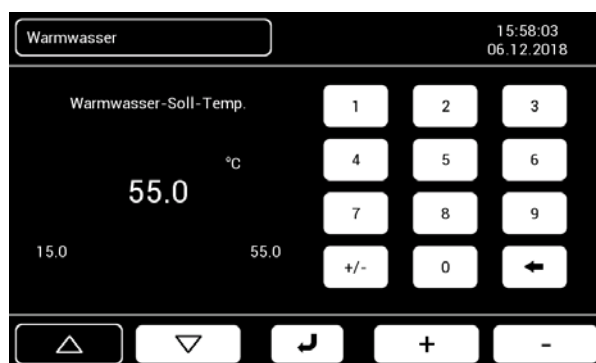 Warmwasser
15:58:03
06.12.2018
Warmwasser-Soll-Temp.
°C
55.0
15.0 55.0
1 2 3
4 5 6
7 8 9
+/- 0
+ -